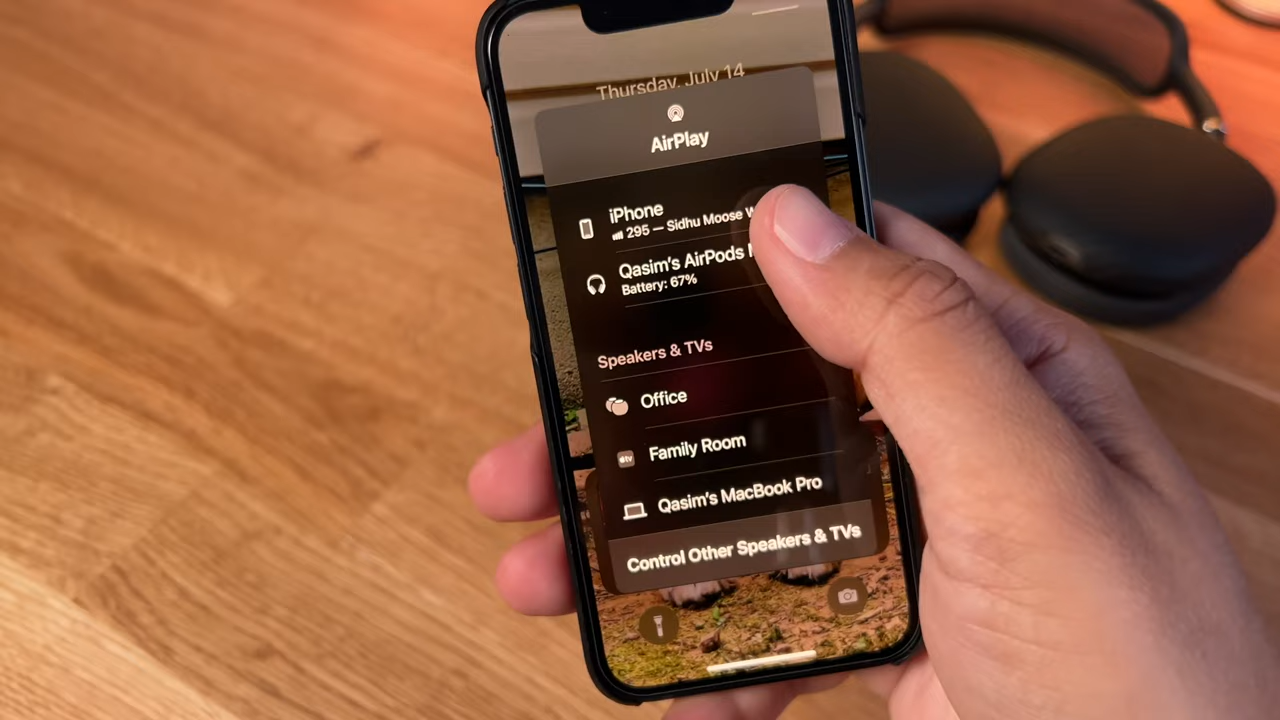 Thursday, July 14
AirPlay
iPhone
295 — Sidhu Moose
Qasim's AirPods
Battery: 67%
Speakers & TVs
Office
tv
Family Room
Qasim's MacBook Pro
Control Other Speakers & TVs